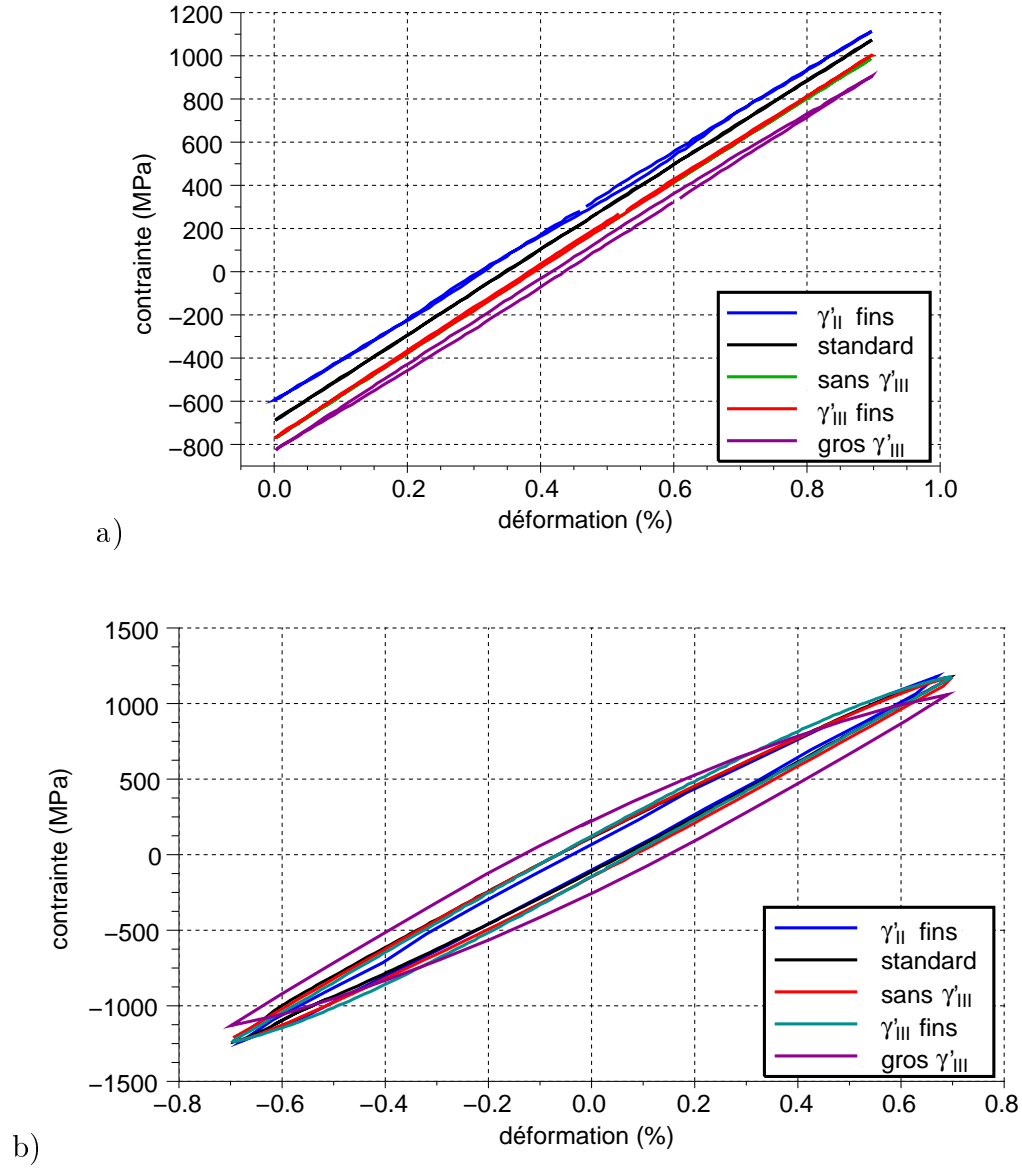 1200
1000
800
600
400
200
0
−200
−400
−600
−800
contrainte (MPa)
γ'II fins
standard
sans γ'III
γ'III fins
gros γ'III
0.0 0.2 0.4 0.6 0.8 1.0
déformation (%)
a)
1500
1000
500
0
−500
−1000
−1500
contrainte (MPa)
γ'II fins
standard
sans γ'III
γ'III fins
gros γ'III
−0.8 −0.6 −0.4 −0.2 0.0 0.2 0.4 0.6 0.8
déformation (%)
b)